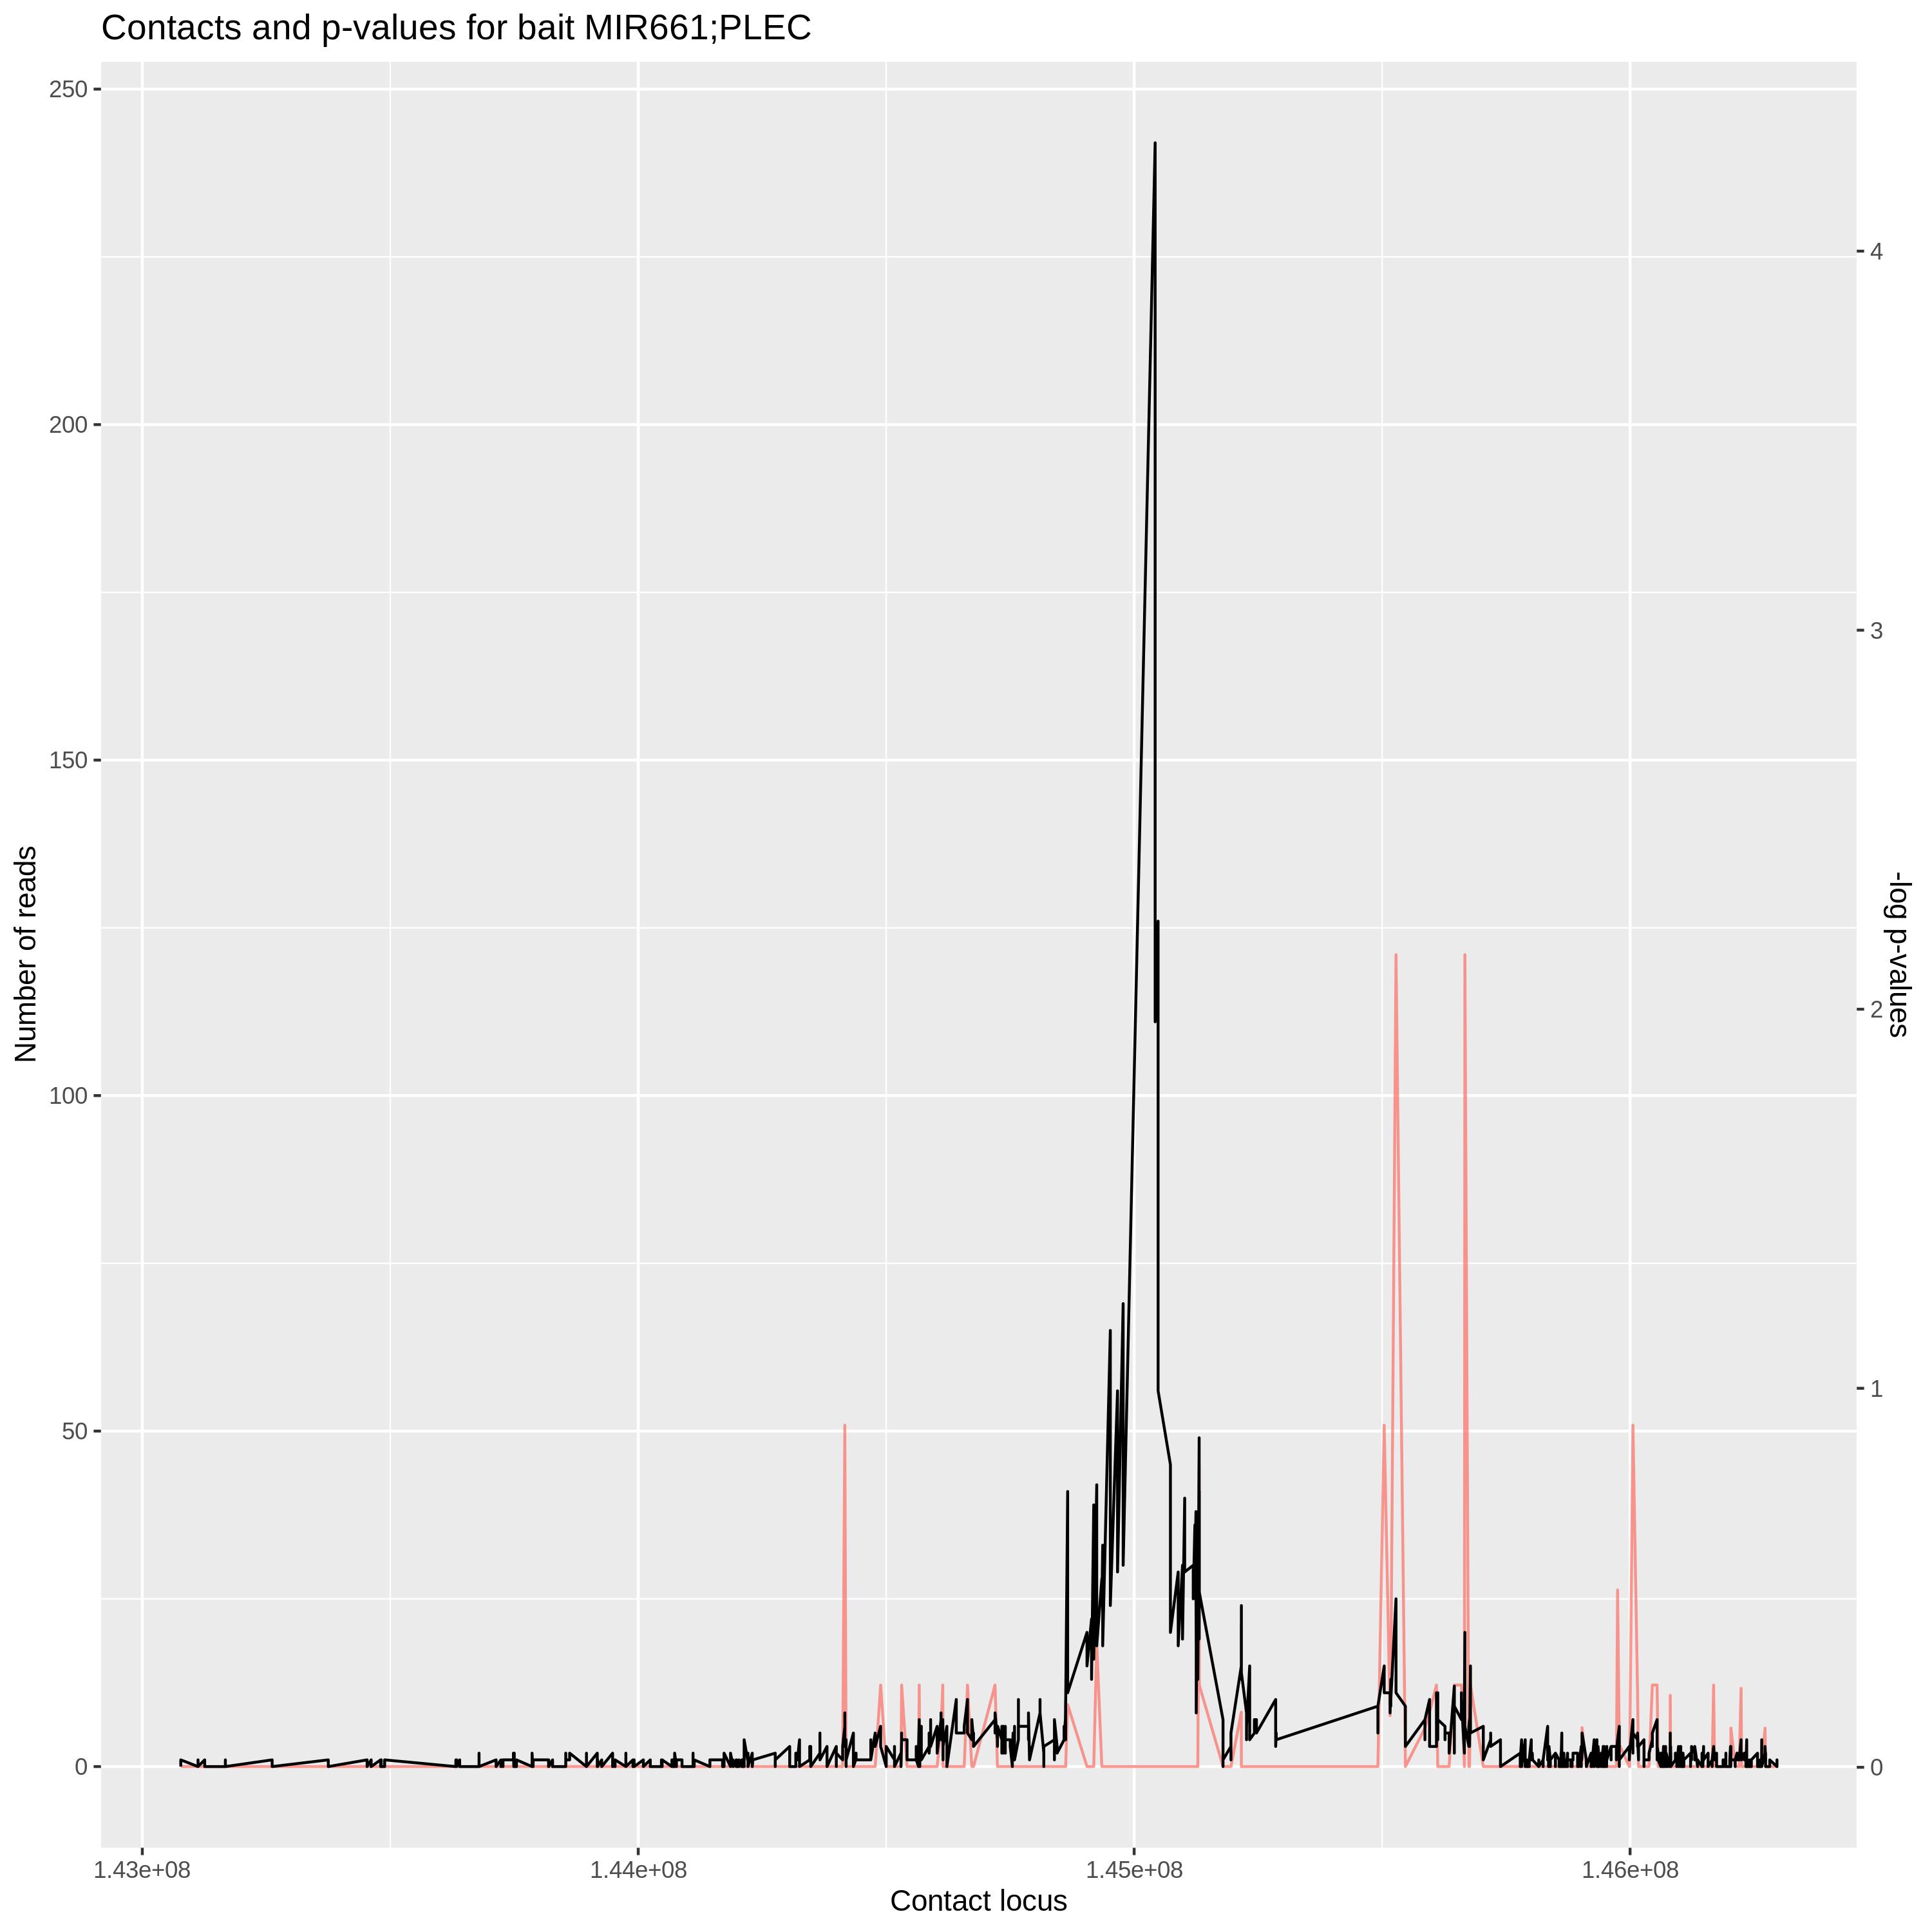 Contacts and p-values for bait MIR661;PLEC
250
200
150
100
50
0
Number of reads
4
3
2
1
0
-log p-values
1.43e+08
1.44e+08
1.45e+08
1.46e+08
Contact locus